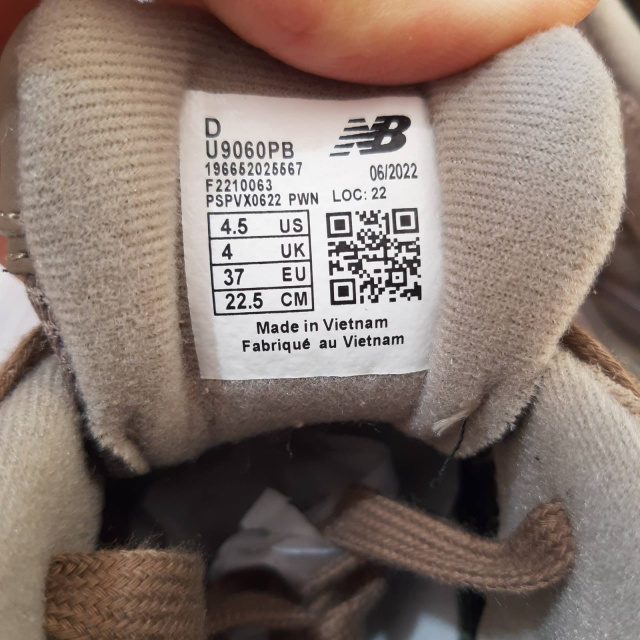 D
U9060PB
NB
196652025567
06/2022
F2210063
PSPVX0622 PWN LOC: 22
4.5 US
4 UK
37 EU
22.5 CM
Made in Vietnam
Fabriqué au Vietnam